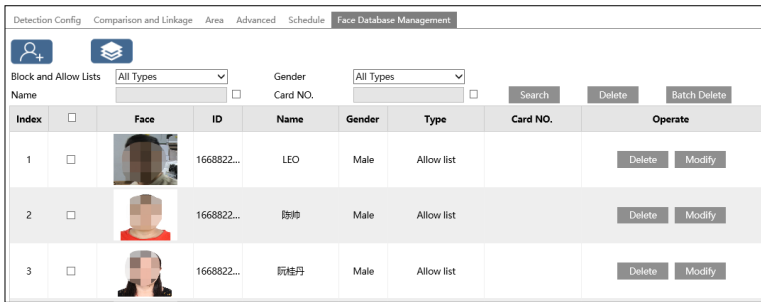 Detection Config Comparison and Linkage Area Advanced Schedule Face Database Management
Block and Allow Lists All Types Gender All Types
Name Card NO. Search Delete Batch Delete
Index Face ID Name Gender Type Card NO. Operate
1 1668822... LEO Male Allow list Delete Modify
2 1668822... 陈帅 Male Allow list Delete Modify
3 1668822... 阮桂丹 Male Allow list Delete Modify